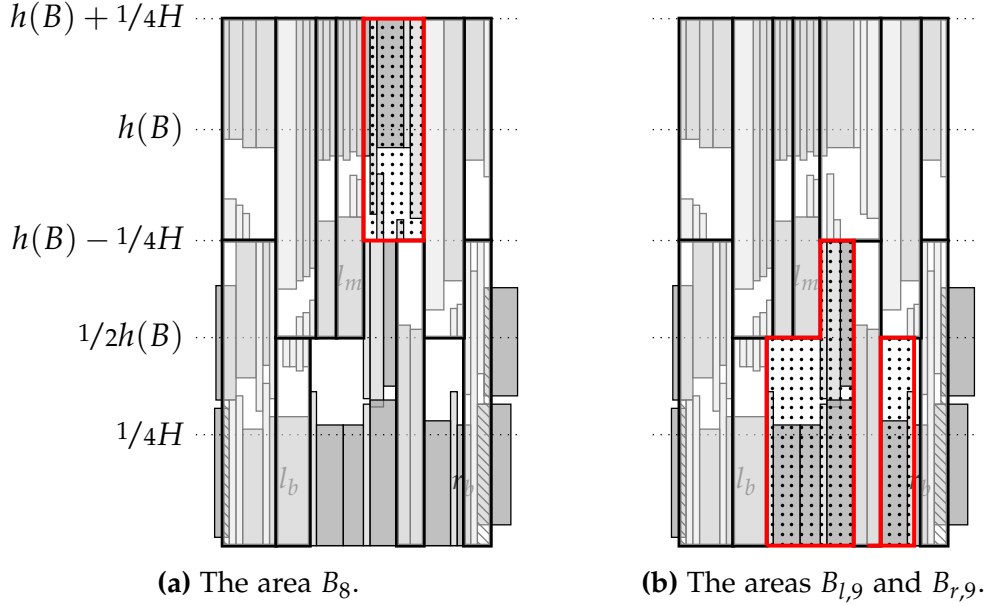 h(B) + 1/4H
h(B)
h(B) − 1/4H
1/2h(B)
1/4H
l_m
l_b
r_b
l_m
l_b
r_b
(a) The area B_8.
(b) The areas B_{l,9} and B_{r,9}.